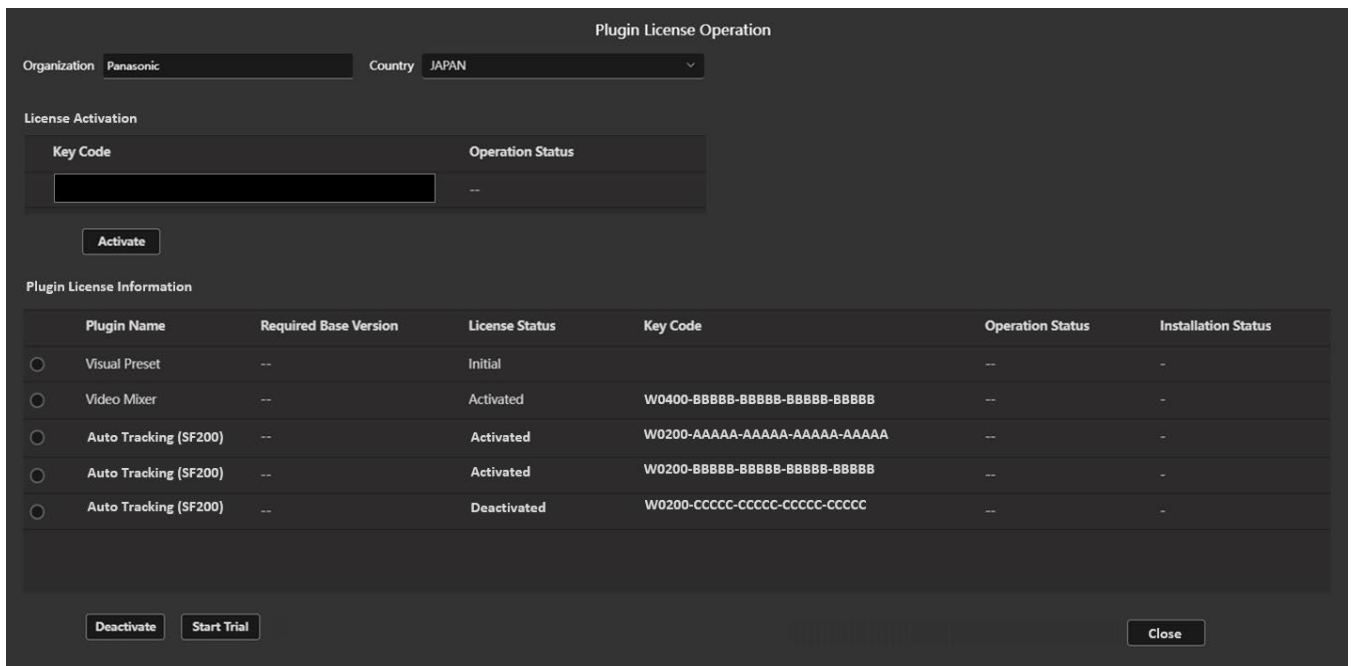 Plugin License Operation
Organization Panasonic Country JAPAN
License Activation
Key Code Operation Status
--
Activate
Plugin License Information
Plugin Name Required Base Version License Status Key Code Operation Status Installation Status
Visual Preset -- Initial -- -
Video Mixer -- Activated W0400-BBBBB-BBBBB-BBBBB-BBBBB -- -
Auto Tracking (SF200) -- Activated W0200-AAAAA-AAAAA-AAAAA-AAAAA -- -
Auto Tracking (SF200) -- Activated W0200-BBBBB-BBBBB-BBBBB-BBBBB -- -
Auto Tracking (SF200) -- Deactivated W0200-CCCCC-CCCCC-CCCCC-CCCCC -- -
Deactivate Start Trial Close